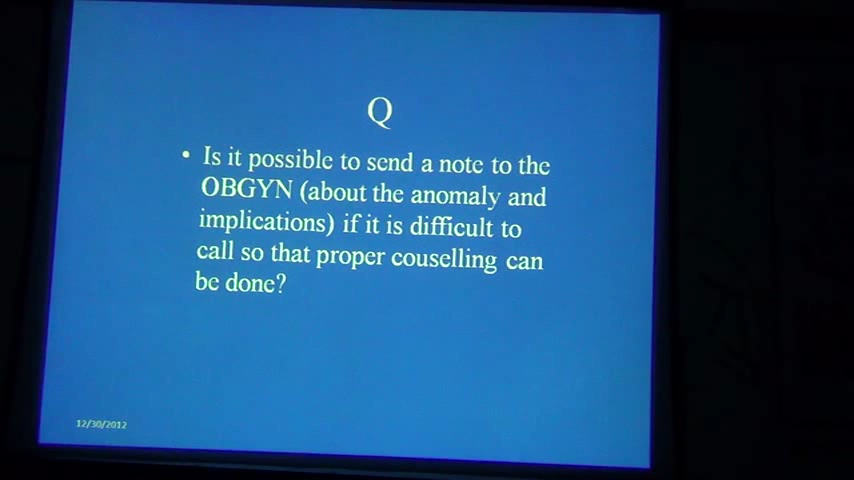 Q
• Is it possible to send a note to the
OBGYN (about the anomaly and
implications) if it is difficult to
call so that proper couselling can
be done?
12/30/2012